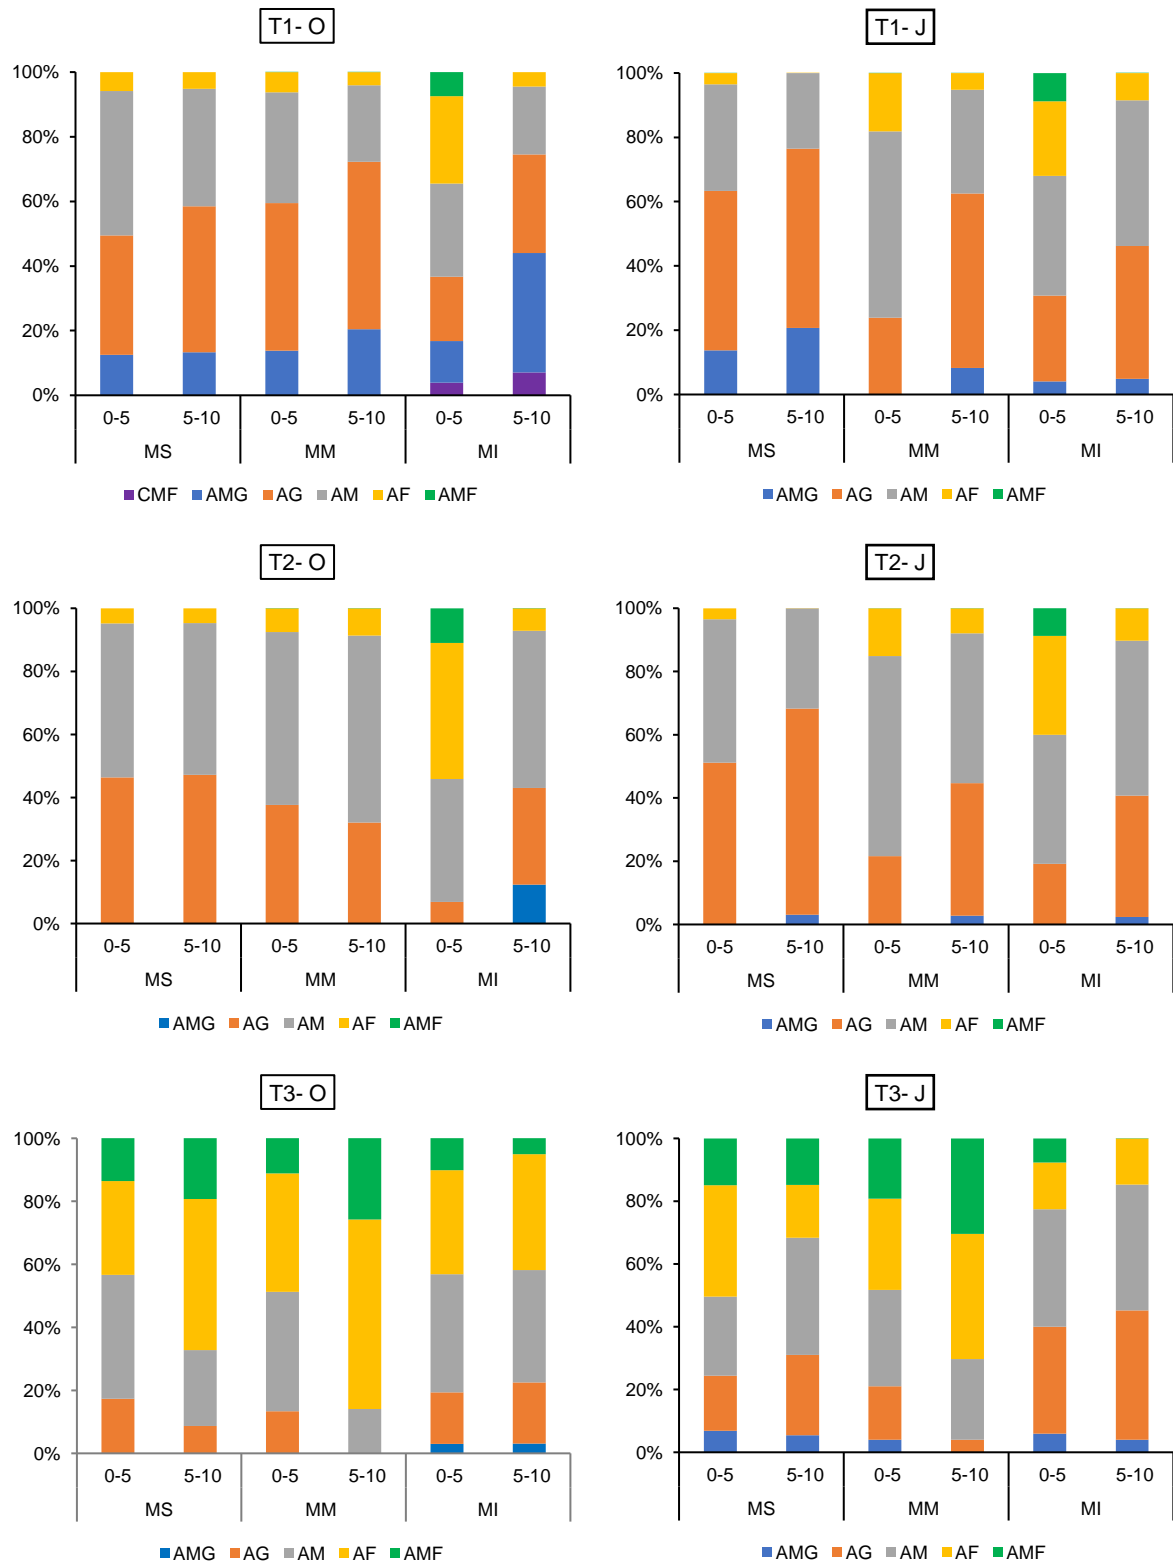 T1- O
100%
80%
60%
40%
20%
0%
0-5 5-10 0-5 5-10 0-5 5-10
MS MM MI
CMF AMG AG AM AF AMF
T1- J
100%
80%
60%
40%
20%
0%
0-5 5-10 0-5 5-10 0-5 5-10
MS MM MI
AMG AG AM AF AMF
T2- O
100%
80%
60%
40%
20%
0%
0-5 5-10 0-5 5-10 0-5 5-10
MS MM MI
AMG AG AM AF AMF
T2- J
100%
80%
60%
40%
20%
0%
0-5 5-10 0-5 5-10 0-5 5-10
MS MM MI
AMG AG AM AF AMF
T3- O
100%
80%
60%
40%
20%
0%
0-5 5-10 0-5 5-10 0-5 5-10
MS MM MI
AMG AG AM AF AMF
T3- J
100%
80%
60%
40%
20%
0%
0-5 5-10 0-5 5-10 0-5 5-10
MS MM MI
AMG AG AM AF AMF